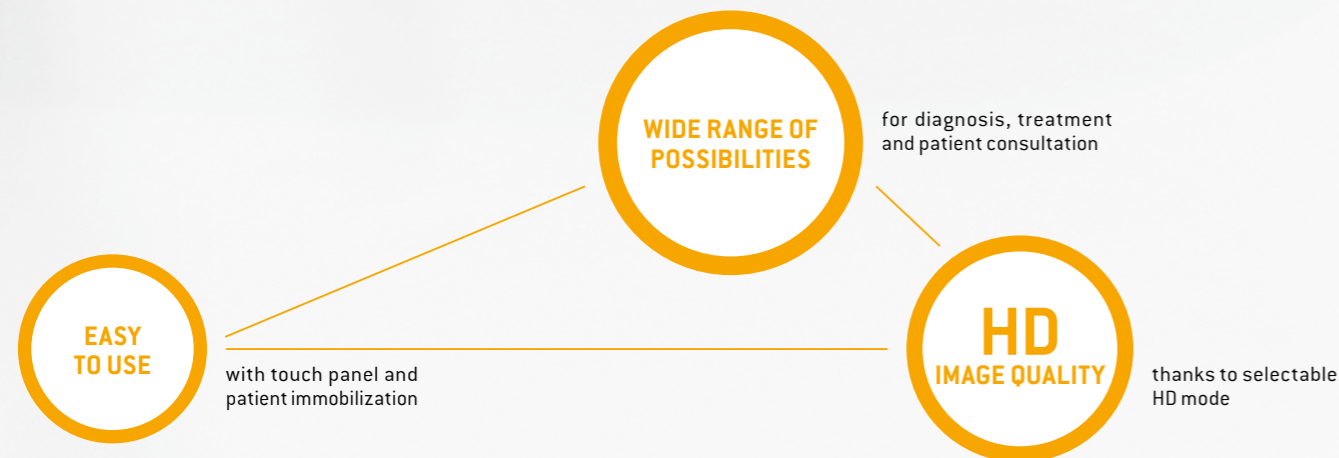 WIDE RANGE OF
POSSIBILITIES
for diagnosis, treatment
and patient consultation
EASY
TO USE
with touch panel and
patient immobilization
HD
IMAGE QUALITY
thanks to selectable
HD mode